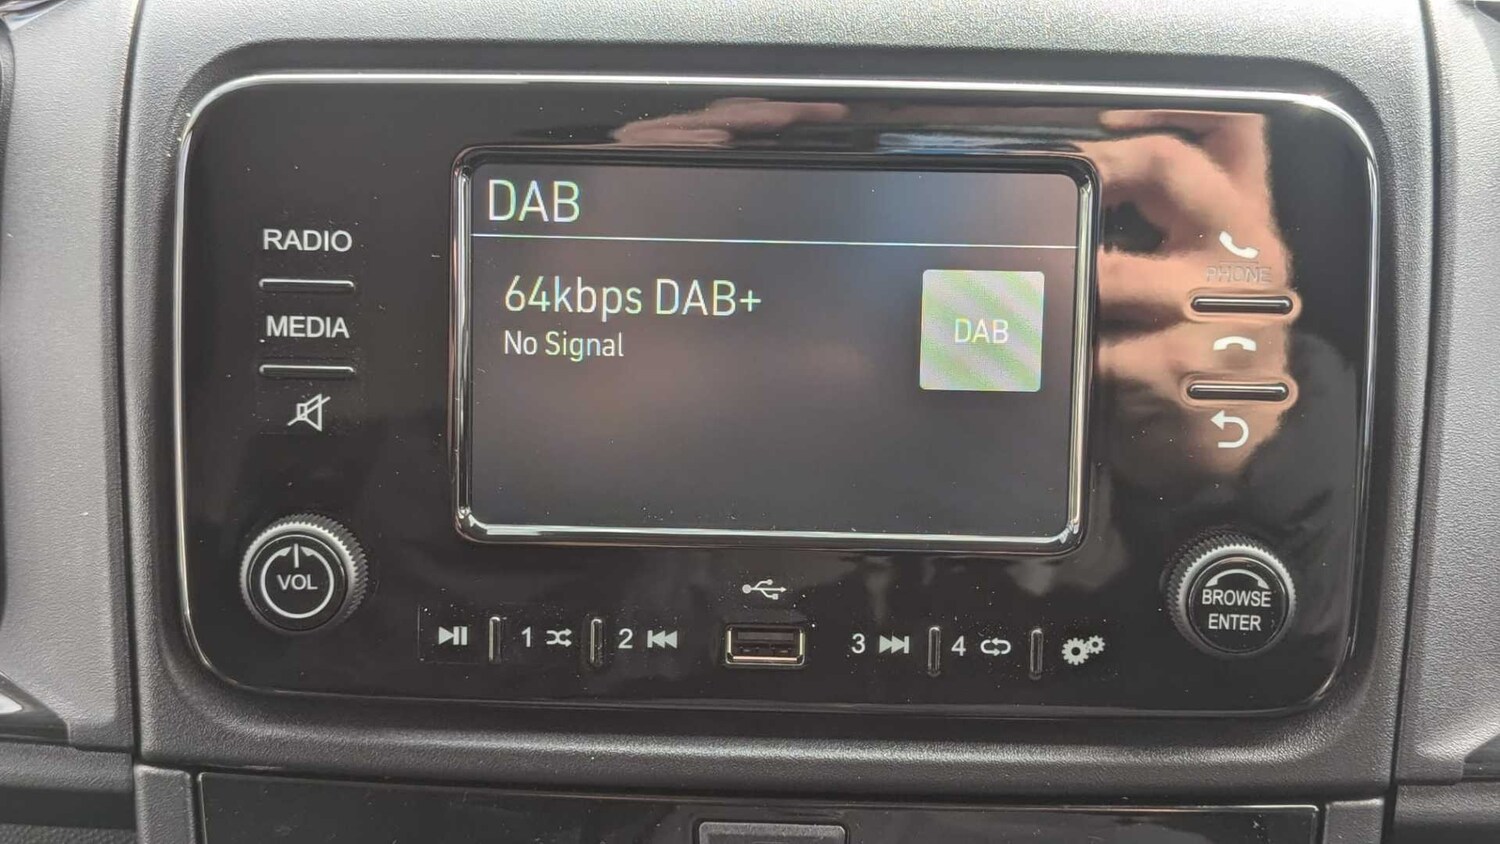 DAB
64kbps DAB+
No Signal
DAB
RADIO
MEDIA
VOL
PHONE
BROWSE
ENTER
1
2
3
4